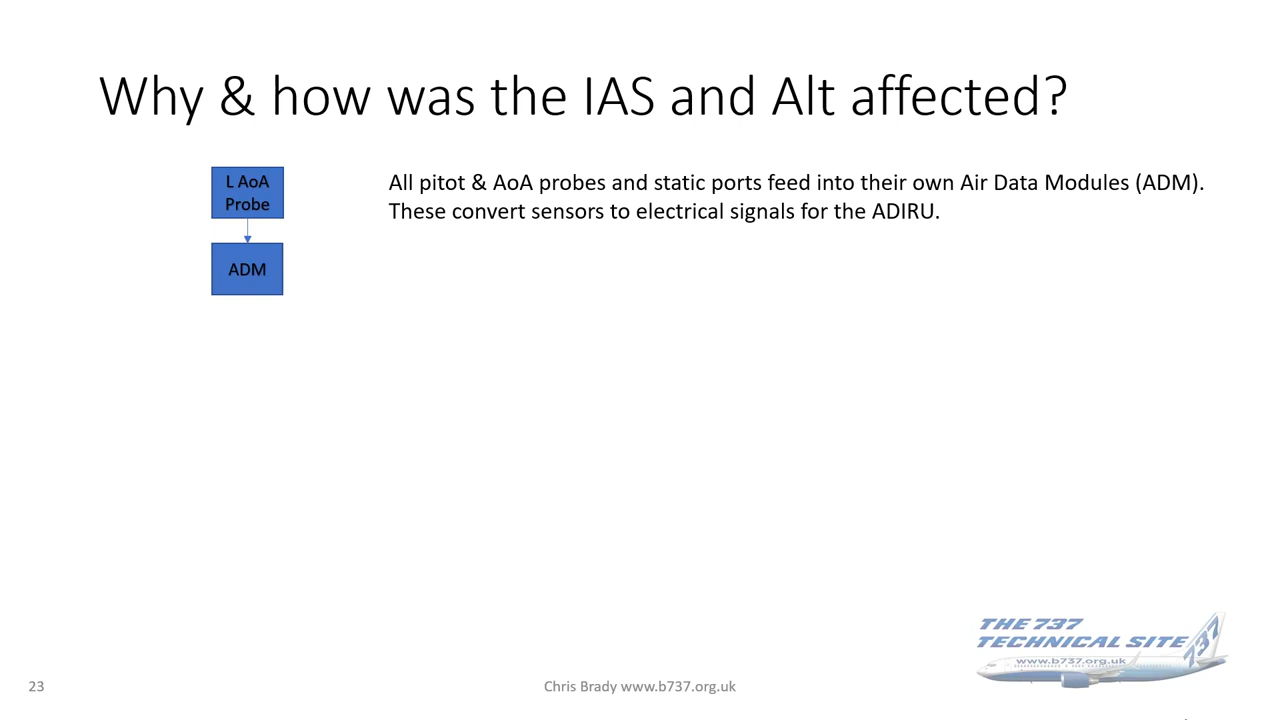 Why & how was the IAS and Alt affected?
L AoA
Probe
ADM
All pitot & AoA probes and static ports feed into their own Air Data Modules (ADM).
These convert sensors to electrical signals for the ADIRU.
THE 737
TECHNICAL SITE
www.b737.org.uk
737
23
Chris Brady www.b737.org.uk